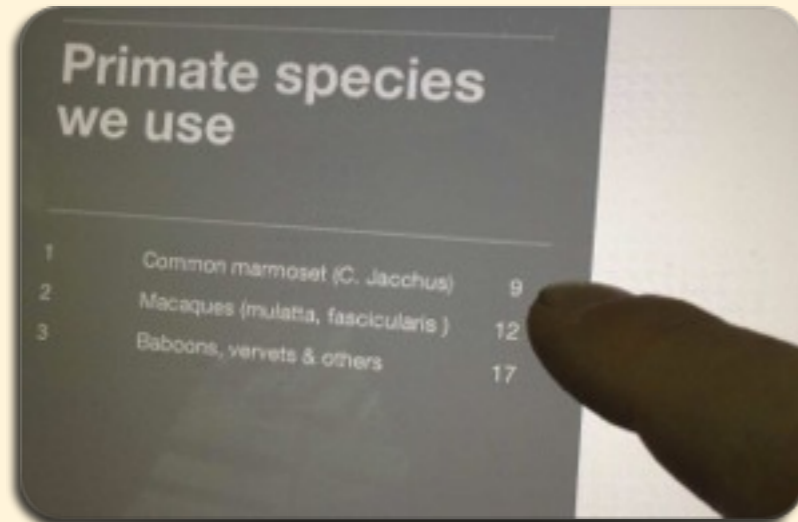 Primate species
we use
1 Common marmoset (C. Jacchus) 9
2 Macaques (mulatta, fascicularis ) 12
3 Baboons, vervets & others 17